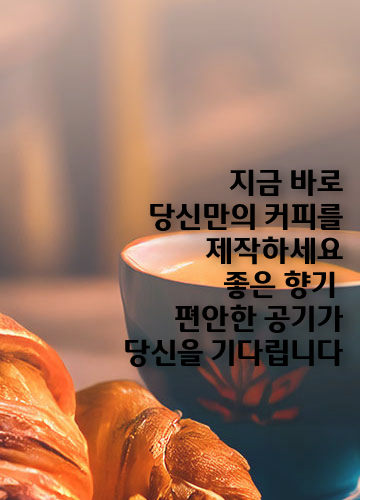 지금 바로
당신만의 커피를
제작하세요
좋은 향기
편안한 공기가
당신을 기다립니다